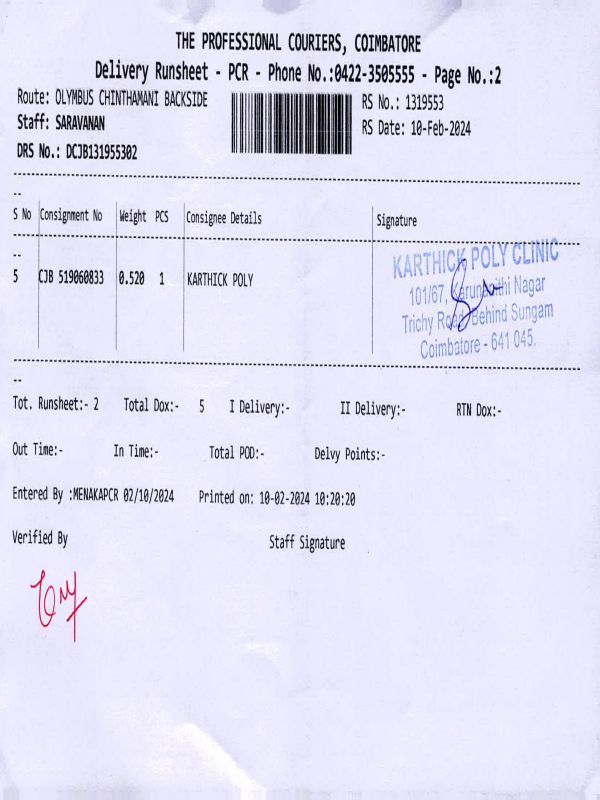 THE PROFESSIONAL COURIERS, COIMBATORE
Delivery Runsheet - PCR - Phone No.:0422-3505555 - Page No.:2
Route: OLYMBUS CHINTHAMANI BACKSIDE
RS No.: 1319553
Staff: SARAVANAN
RS Date: 10-Feb-2024
DRS No.: DCJB131955302
--
S No Consignment No Weight PCS Consignee Details Signature
--
5 CJB 519060833 0.520 1 KARTHICK POLY
KARTHICK POLY CLINIC
101/67, Karunanithi Nagar
Trichy Road, Behind Sungam
Coimbatore - 641 045.
--
Tot. Runsheet:- 2 Total Dox:- 5 I Delivery:- II Delivery:- RTN Dox:-
Out Time:- In Time:- Total POD:- Delvy Points:-
Entered By :MENAKAPCR 02/10/2024 Printed on: 10-02-2024 10:20:20
Verified By Staff Signature